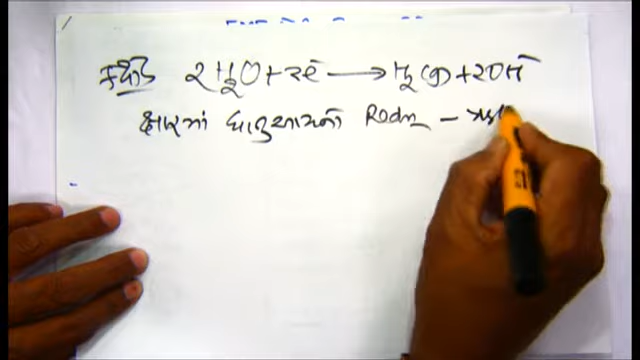 કેથોડે 2H₂O + 2e⁻ ⟶ H₂(g) + 2OH⁻
ક્ષારમાં ધાતુઆયનનો Redn –